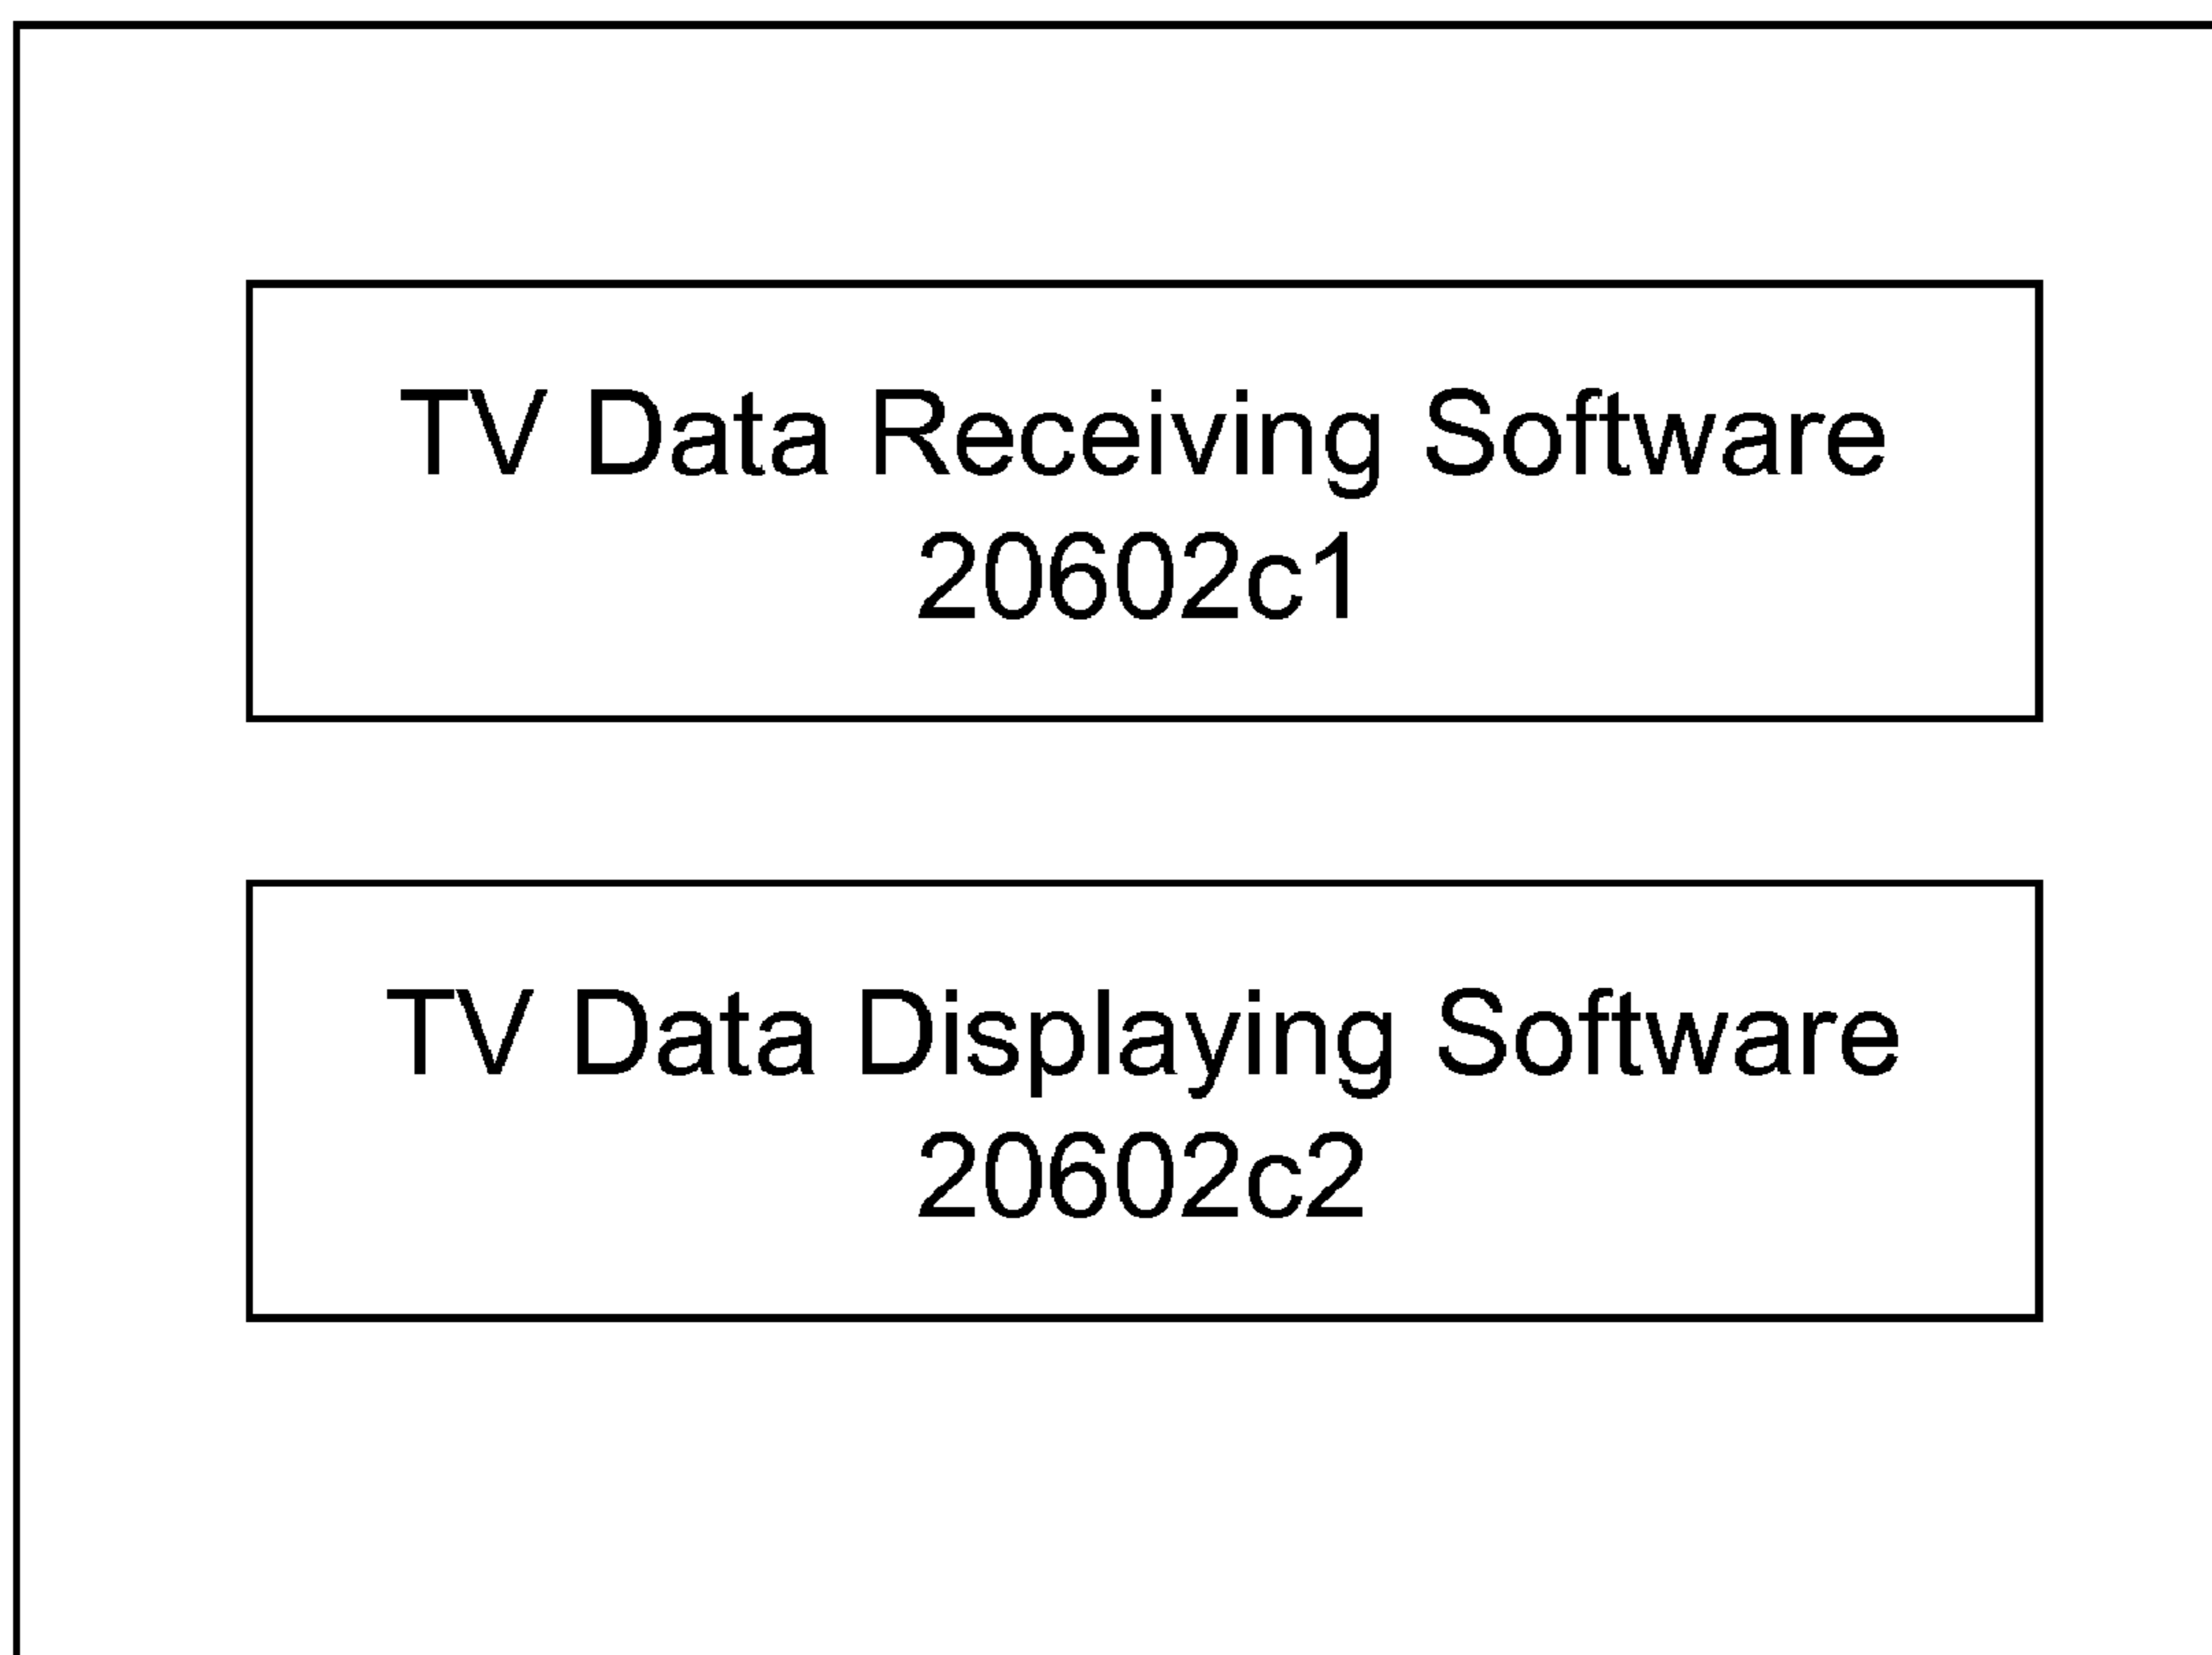 TV Data Receiving Software
20602c1
TV Data Displaying Software
20602c2